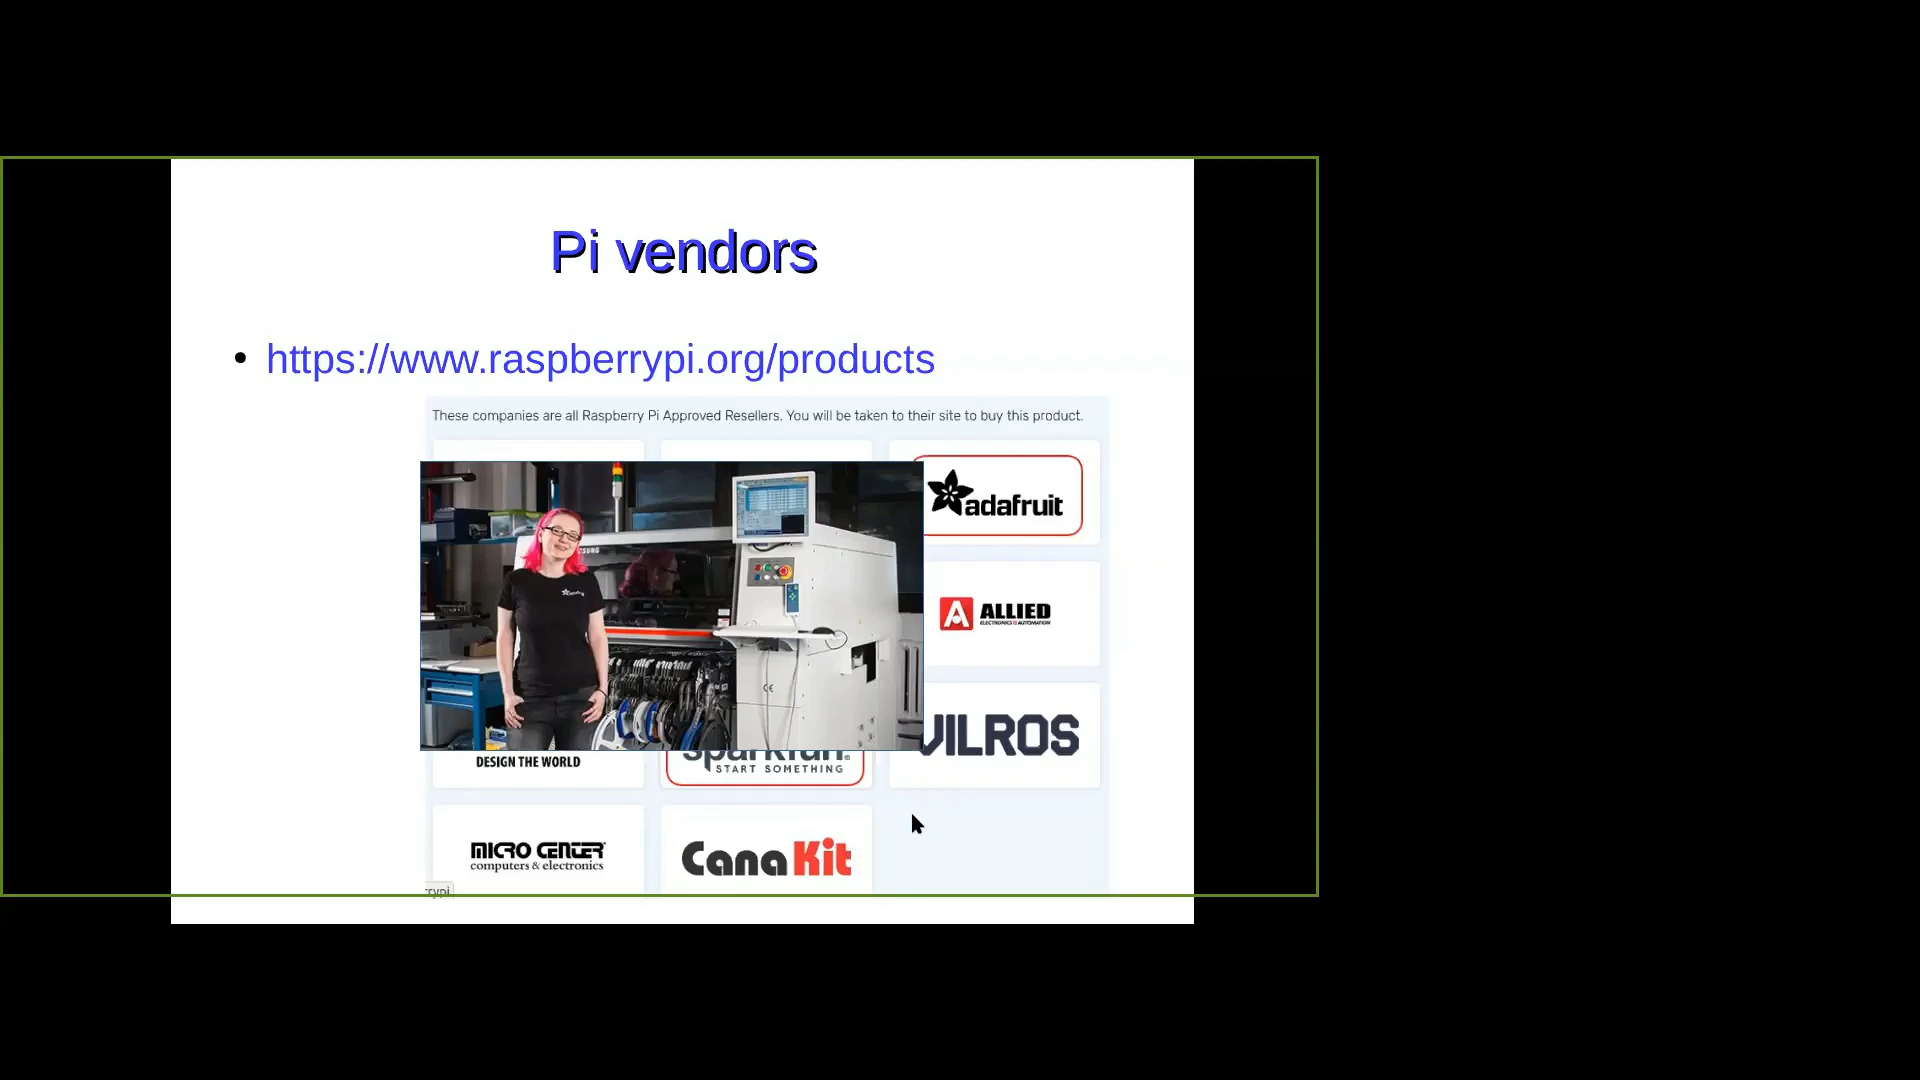 Pi vendors
• https://www.raspberrypi.org/products
These companies are all Raspberry Pi Approved Resellers. You will be taken to their site to buy this product.
adafruit
ALLIED
ELECTRONICS & AUTOMATION
VILROS
DESIGN THE WORLD
sparkfun
START SOMETHING
MICRO CENTER
computers & electronics
CanaKit